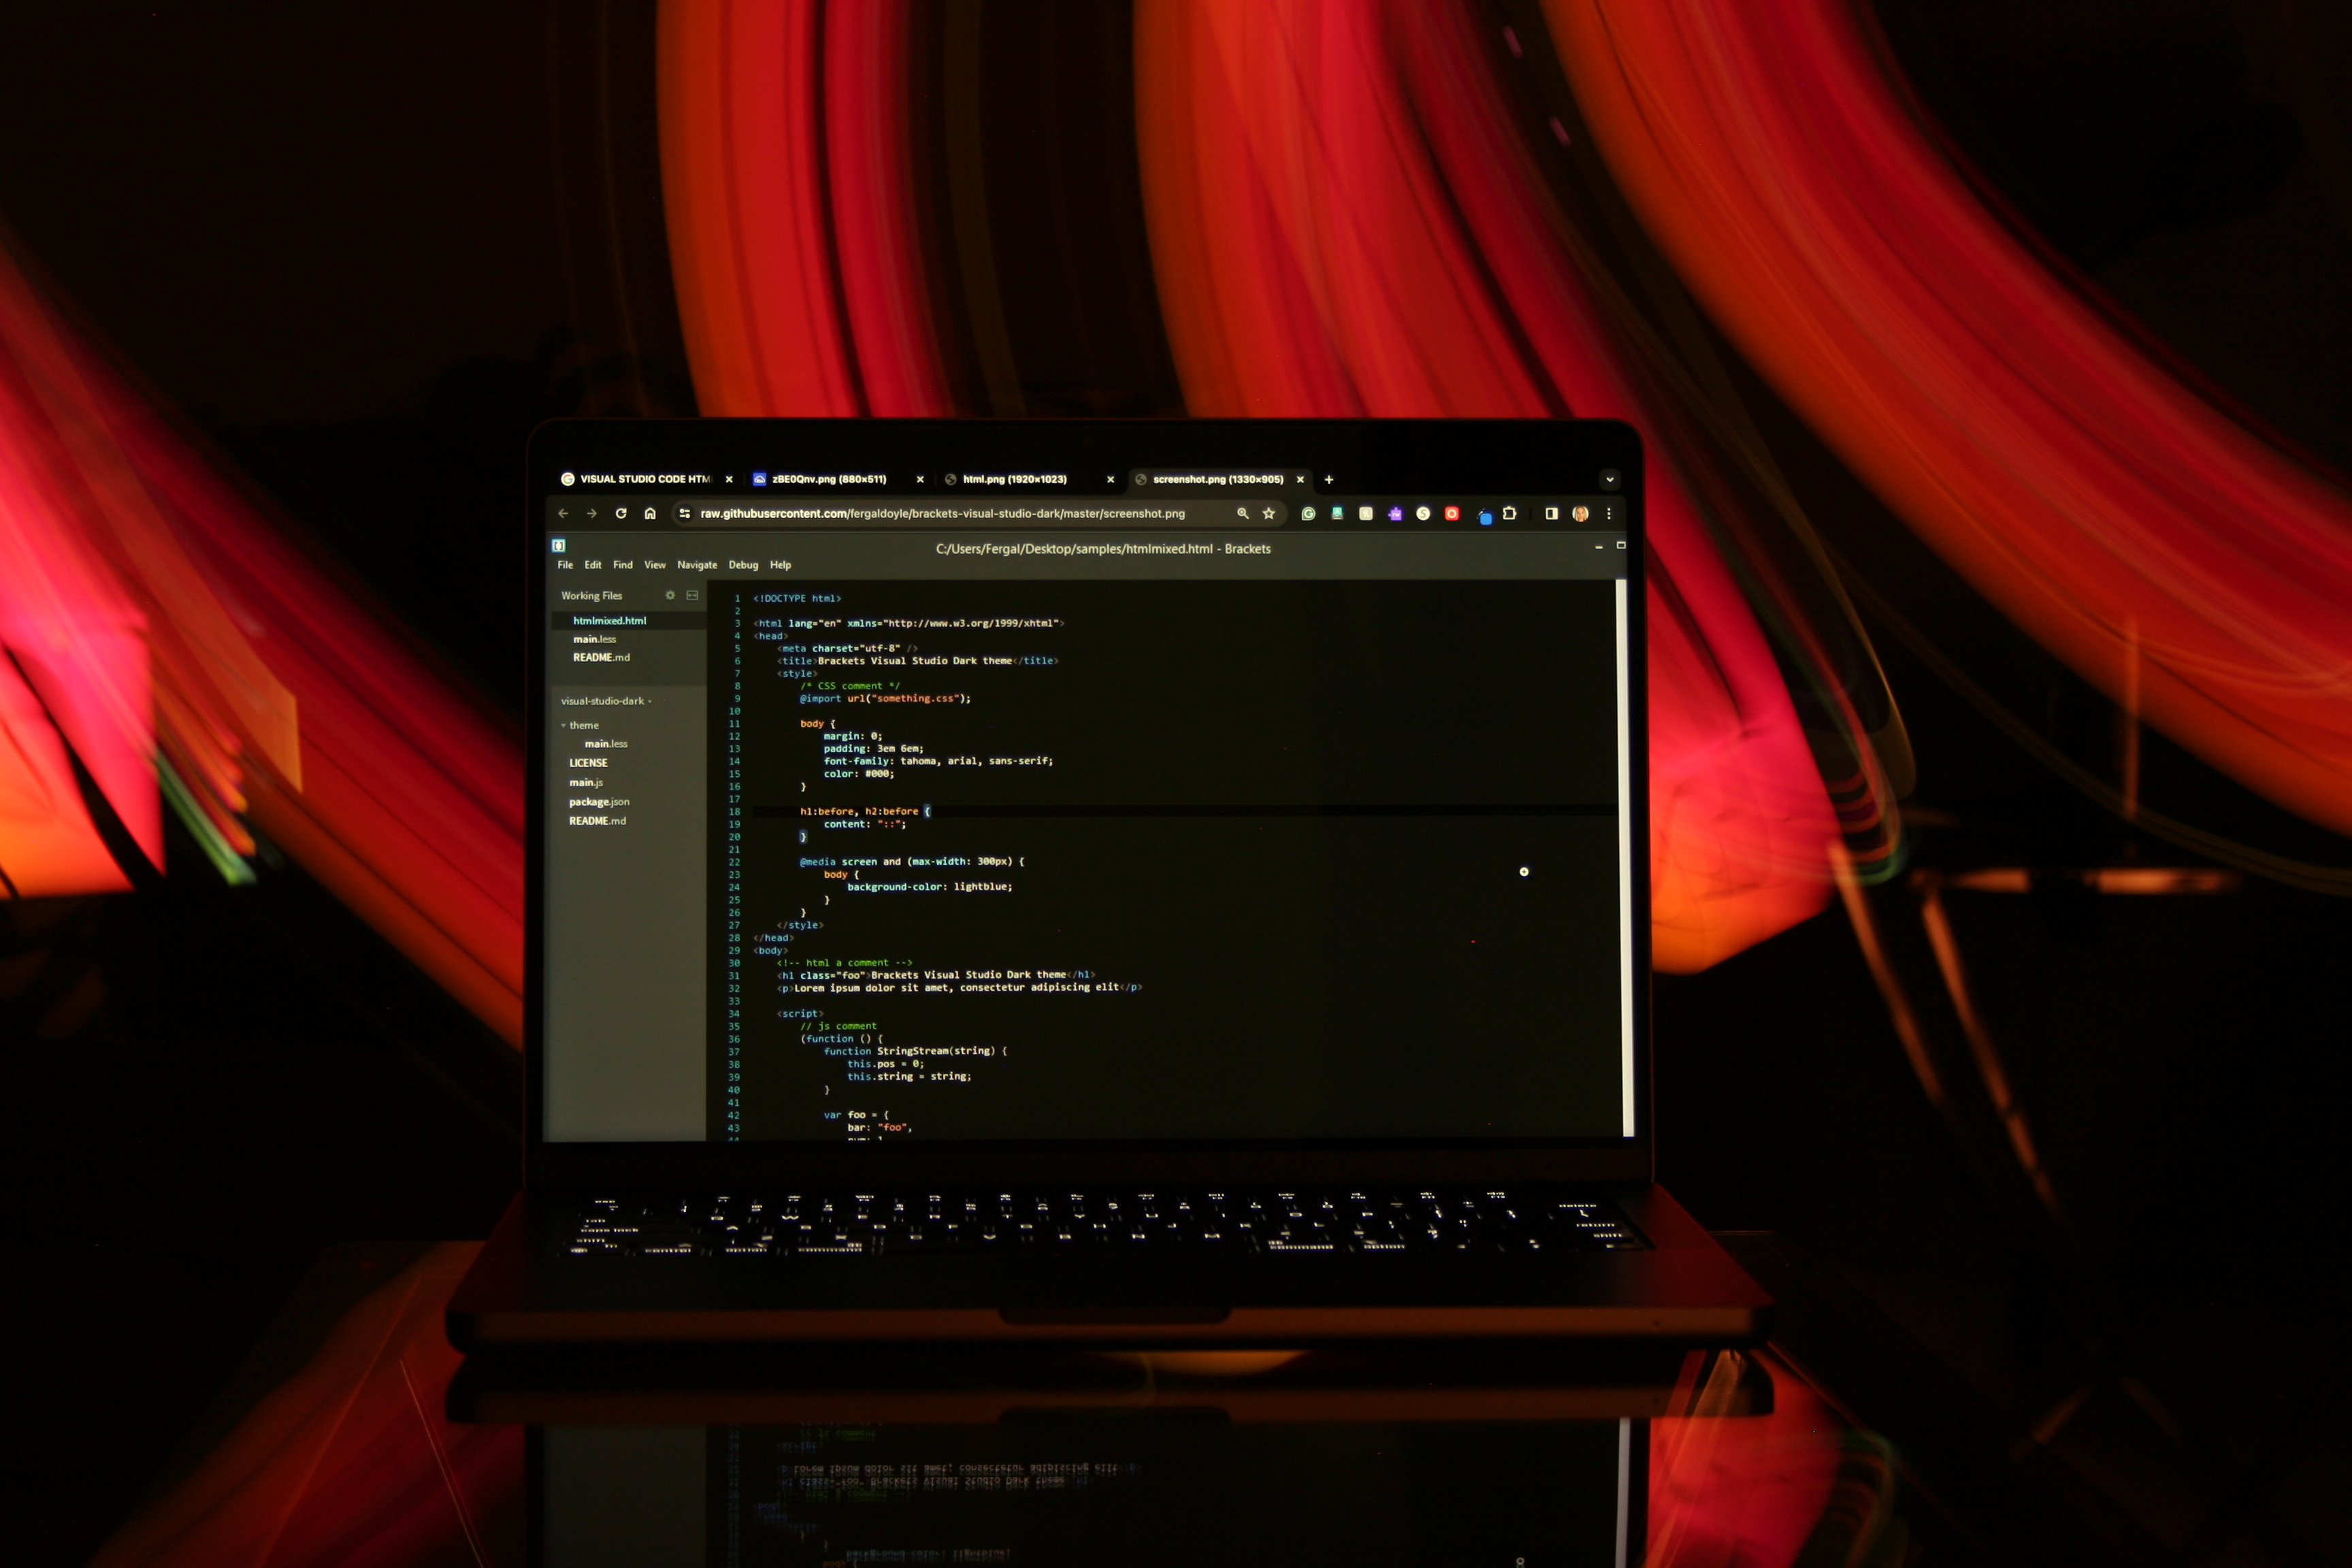 VISUAL STUDIO CODE HTM
zBE0Qnv.png (880×511)
html.png (1920×1023)
screenshot.png (1330×905)
raw.githubusercontent.com/fergaldoyle/brackets-visual-studio-dark/master/screenshot.png
C:/Users/Fergal/Desktop/samples/htmlmixed.html - Brackets
File Edit Find View Navigate Debug Help
Working Files
htmlmixed.html
main.less
README.md
visual-studio-dark
theme
main.less
LICENSE
main.js
package.json
README.md
1 <!DOCTYPE html>
2
3 <html lang="en" xmlns="http://www.w3.org/1999/xhtml">
4 <head>
5 <meta charset="utf-8" />
6 <title>Brackets Visual Studio Dark theme</title>
7 <style>
8 /* CSS comment */
9 @import url("something.css");
10
11 body {
12 margin: 0;
13 padding: 3em 6em;
14 font-family: tahoma, arial, sans-serif;
15 color: #000;
16 }
17
18 h1:before, h2:before {
19 content: "::";
20 }
21
22 @media screen and (max-width: 300px) {
23 body {
24 background-color: lightblue;
25 }
26 }
27 </style>
28 </head>
29 <body>
30 <!-- html a comment -->
31 <h1 class="foo">Brackets Visual Studio Dark theme</h1>
32 <p>Lorem ipsum dolor sit amet, consectetur adipiscing elit</p>
33
34 <script>
35 // js comment
36 (function () {
37 function StringStream(string) {
38 this.pos = 0;
39 this.string = string;
40 }
41
42 var foo = {
43 bar: "foo",
delete
return
shift
control option command
command option